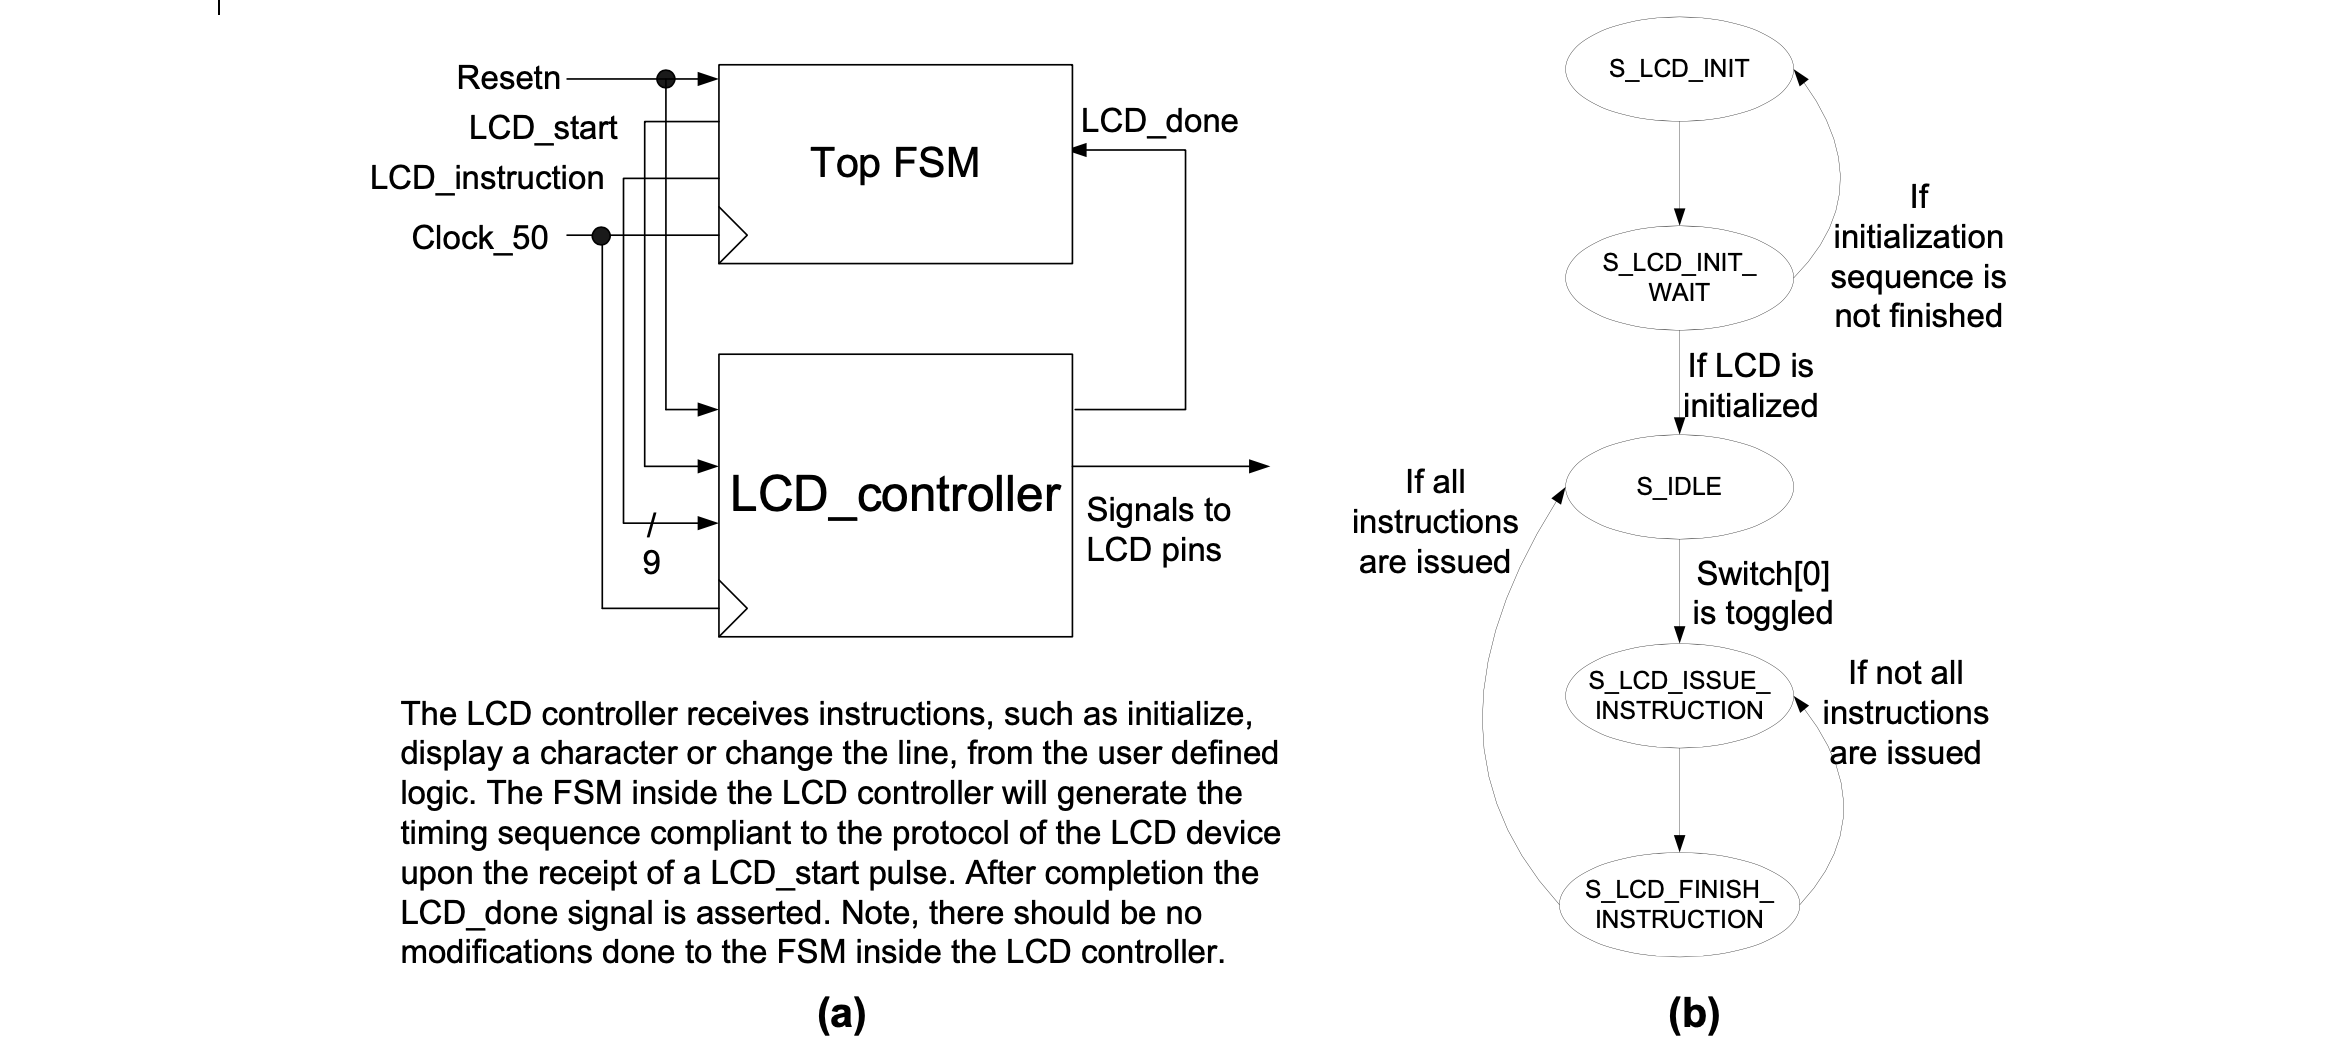 Resetn
LCD_start
LCD_instruction
Clock_50
Top FSM
LCD_done
LCD_controller
9
Signals to
LCD pins
The LCD controller receives instructions, such as initialize,
display a character or change the line, from the user defined
logic. The FSM inside the LCD controller will generate the
timing sequence compliant to the protocol of the LCD device
upon the receipt of a LCD_start pulse. After completion the
LCD_done signal is asserted. Note, there should be no
modifications done to the FSM inside the LCD controller.
(a)
S_LCD_INIT
If
initialization
sequence is
not finished
S_LCD_INIT_
WAIT
If LCD is
initialized
S_IDLE
If all
instructions
are issued
Switch[0]
is toggled
S_LCD_ISSUE_
INSTRUCTION
If not all
instructions
are issued
S_LCD_FINISH_
INSTRUCTION
(b)